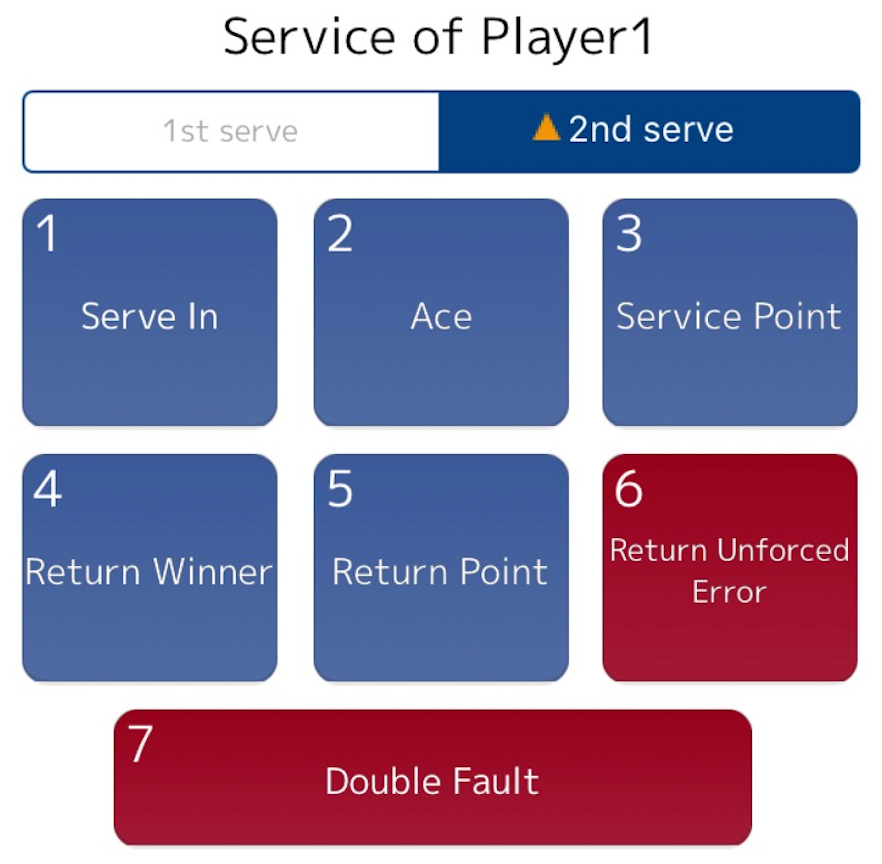 Service of Player1
1st serve
2nd serve
1
Serve In
2
Ace
3
Service Point
4
Return Winner
5
Return Point
6
Return Unforced
Error
7
Double Fault